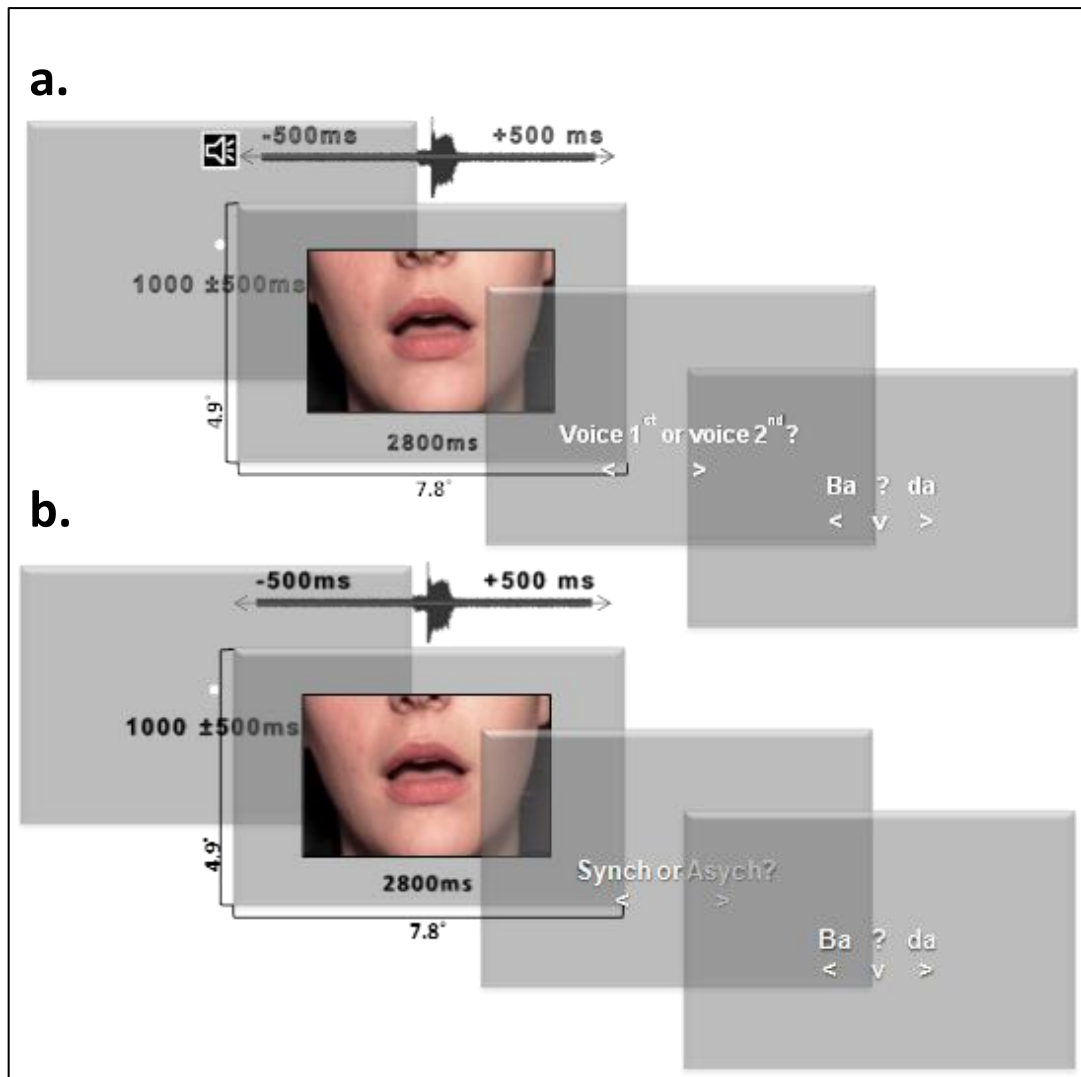 a.
-500ms +500 ms
1000 ±500ms
4.9°
2800ms
7.8°
Voice 1st or voice 2nd?
< >
Ba ? da
< v >
b.
-500ms +500 ms
1000 ±500ms
4.9°
2800ms
7.8°
Synch or Asych?
< >
Ba ? da
< v >